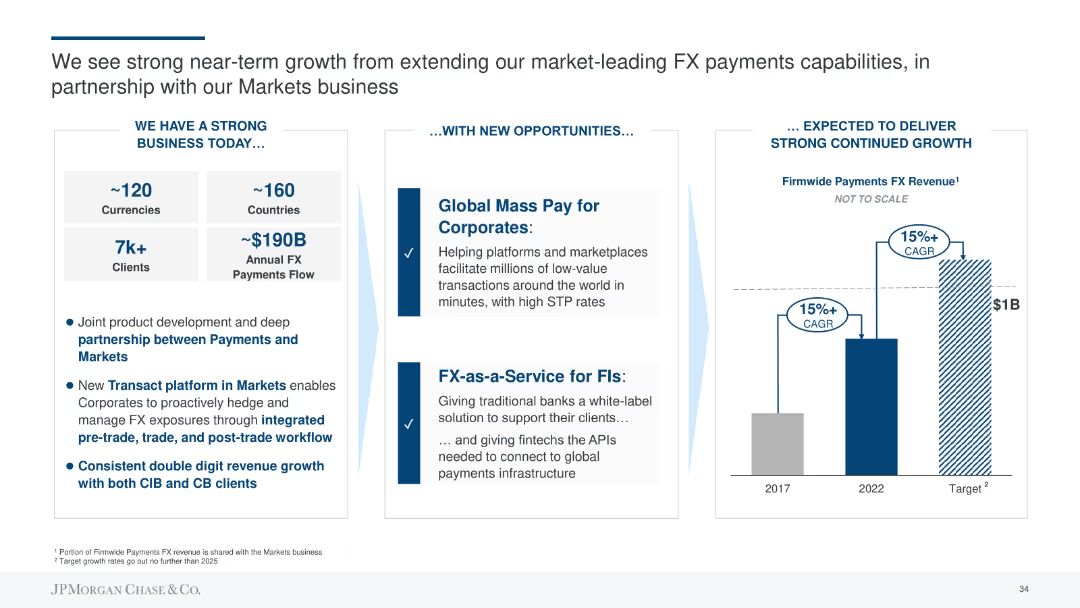 We see strong near-term growth from extending our market-leading FX payments capabilities, in
partnership with our Markets business
WE HAVE A STRONG
BUSINESS TODAY…
~120
Currencies
~160
Countries
7k+
Clients
~$190B
Annual FX
Payments Flow
● Joint product development and deep
partnership between Payments and
Markets
● New Transact platform in Markets enables
Corporates to proactively hedge and
manage FX exposures through integrated
pre-trade, trade, and post-trade workflow
● Consistent double digit revenue growth
with both CIB and CB clients
…WITH NEW OPPORTUNITIES…
✓
Global Mass Pay for
Corporates:
Helping platforms and marketplaces
facilitate millions of low-value
transactions around the world in
minutes, with high STP rates
✓
FX-as-a-Service for FIs:
Giving traditional banks a white-label
solution to support their clients…
… and giving fintechs the APIs
needed to connect to global
payments infrastructure
… EXPECTED TO DELIVER
STRONG CONTINUED GROWTH
Firmwide Payments FX Revenue¹
NOT TO SCALE
15%+
CAGR
$1B
15%+
CAGR
2017
2022
Target ²
¹ Portion of Firmwide Payments FX revenue is shared with the Markets business
² Target growth rates go out no further than 2025
JPMORGAN CHASE & CO.
34